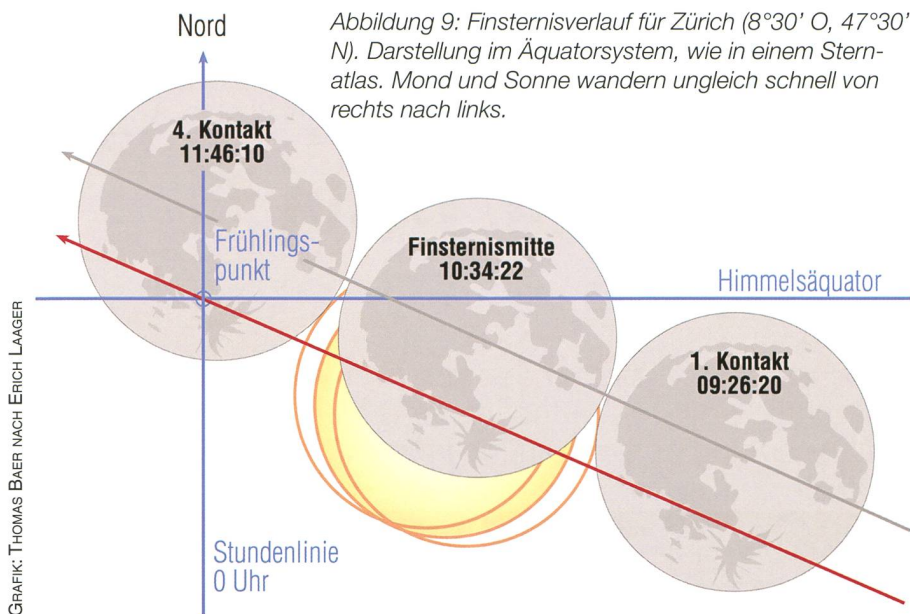 Abbildung 9: Finsternisverlauf für Zürich (8°30’ O, 47°30’
N). Darstellung im Äquatorsystem, wie in einem Stern-
atlas. Mond und Sonne wandern ungleich schnell von
rechts nach links.
Nord
4. Kontakt
11:46:10
Frühlings-
punkt
Finsternismitte
10:34:22
Himmelsäquator
1. Kontakt
09:26:20
Stundenlinie
0 Uhr
GRAFIK: THOMAS BAER NACH ERICH LAAGER